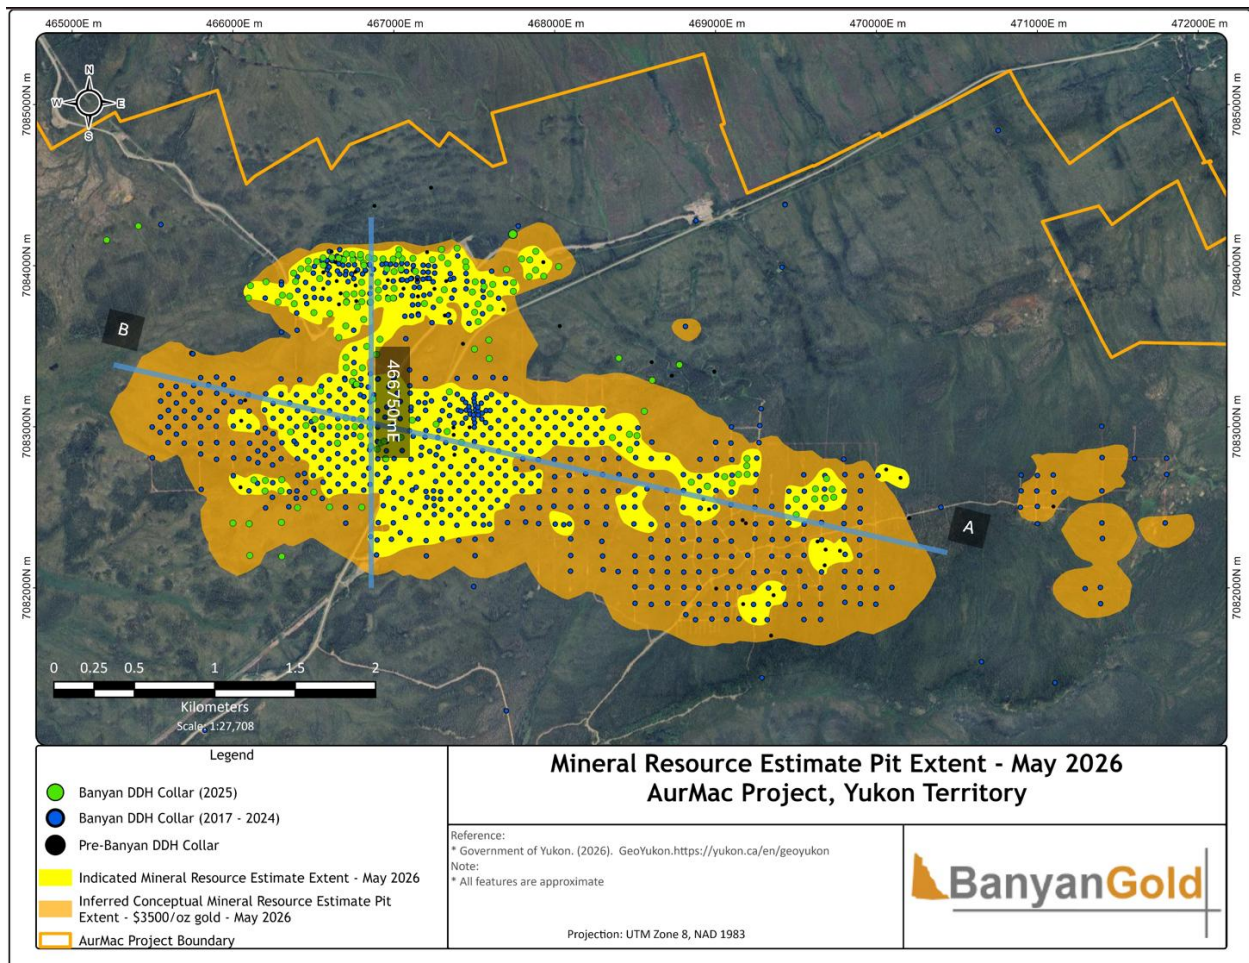 465000E m 466000E m 467000E m 468000E m 469000E m 470000E m 471000E m 472000E m
7085000N m
7084000N m
7083000N m
7082000N m
7085000N m
7084000N m
7083000N m
7082000N m
N
W E
S
B
466750mE
A
0 0.25 0.5 1 1.5 2
Kilometers
Scale: 1:27,708
Legend
Banyan DDH Collar (2025)
Banyan DDH Collar (2017 - 2024)
Pre-Banyan DDH Collar
Indicated Mineral Resource Estimate Extent - May 2026
Inferred Conceptual Mineral Resource Estimate Pit
Extent - $3500/oz gold - May 2026
AurMac Project Boundary
Mineral Resource Estimate Pit Extent - May 2026
AurMac Project, Yukon Territory
Reference:
* Government of Yukon. (2026). GeoYukon.https://yukon.ca/en/geoyukon
Note:
* All features are approximate
Projection: UTM Zone 8, NAD 1983
BanyanGold